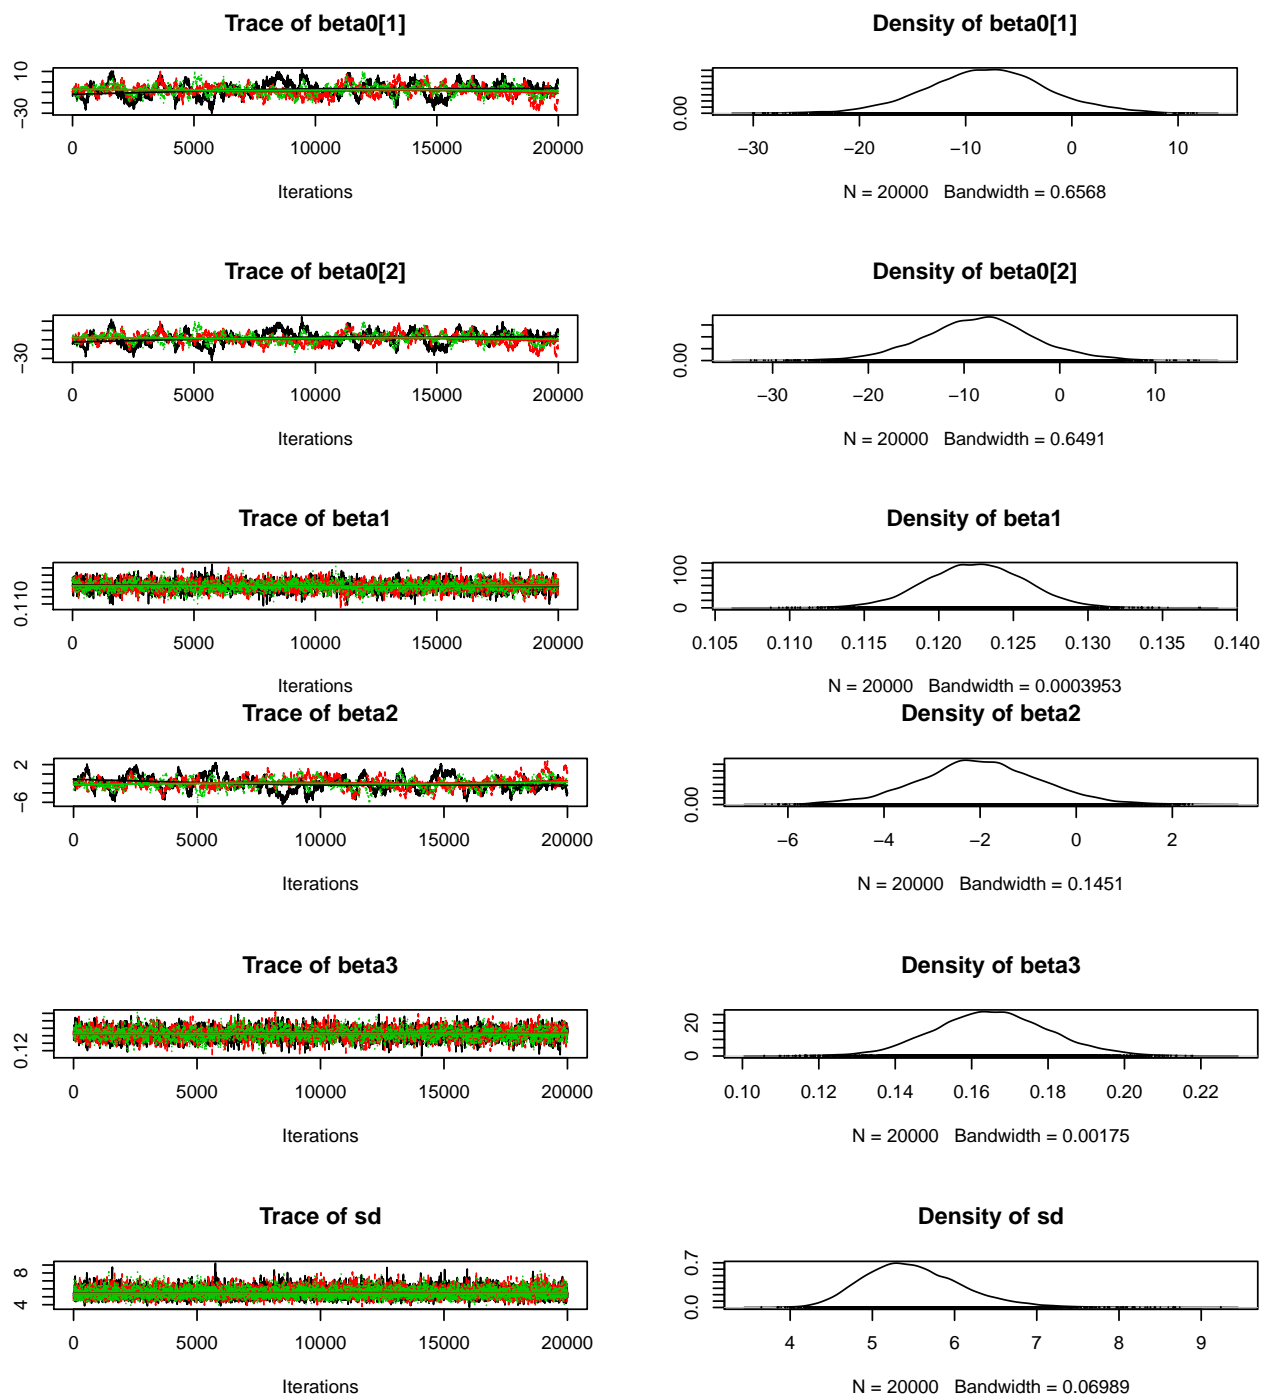 Trace of beta0[1]
10
−30
0 5000 10000 15000 20000
Iterations
Density of beta0[1]
0.00
−30 −20 −10 0 10
N = 20000 Bandwidth = 0.6568
Trace of beta0[2]
−30
0 5000 10000 15000 20000
Iterations
Density of beta0[2]
0.00
−30 −20 −10 0 10
N = 20000 Bandwidth = 0.6491
Trace of beta1
0.110
0 5000 10000 15000 20000
Iterations
Density of beta1
100
0
0.105 0.110 0.115 0.120 0.125 0.130 0.135 0.140
N = 20000 Bandwidth = 0.0003953
Trace of beta2
2
−6
0 5000 10000 15000 20000
Iterations
Density of beta2
0.00
−6 −4 −2 0 2
N = 20000 Bandwidth = 0.1451
Trace of beta3
0.12
0 5000 10000 15000 20000
Iterations
Density of beta3
20
0
0.10 0.12 0.14 0.16 0.18 0.20 0.22
N = 20000 Bandwidth = 0.00175
Trace of sd
8
4
0 5000 10000 15000 20000
Iterations
Density of sd
0.7
0.0
4 5 6 7 8 9
N = 20000 Bandwidth = 0.06989